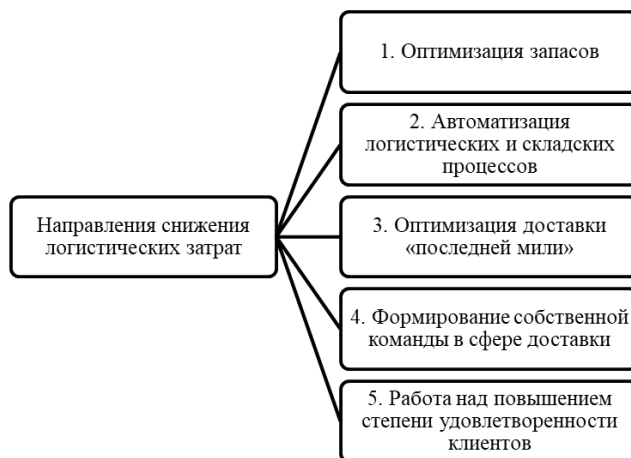 1. Оптимизация запасов
2. Автоматизация
логистических и складских
процессов
Направления снижения
логистических затрат
3. Оптимизация доставки
«последней мили»
4. Формирование собственной
команды в сфере доставки
5. Работа над повышением
степени удовлетворенности
клиентов